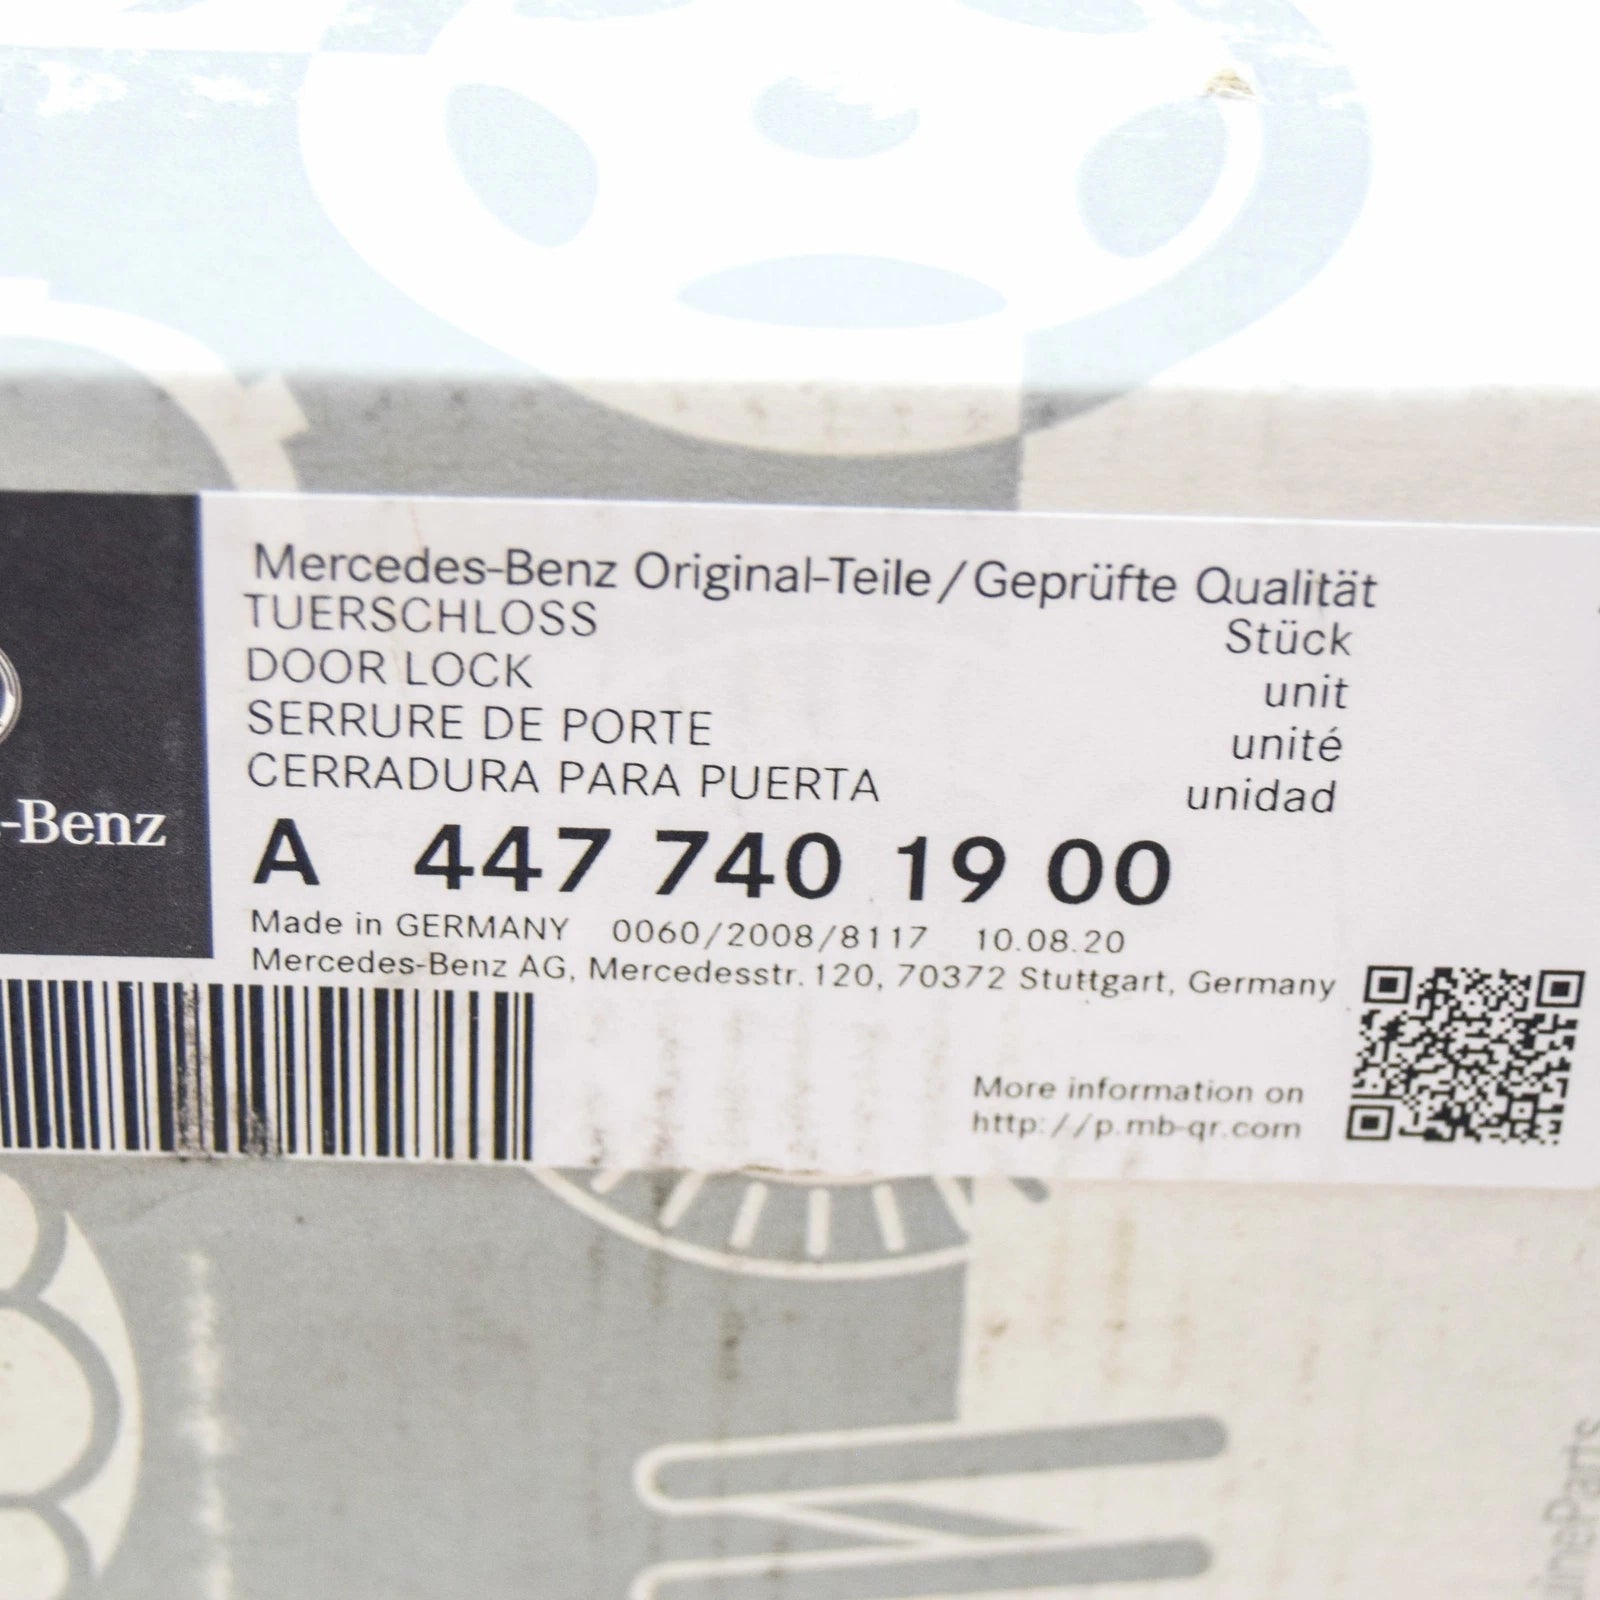 Mercedes-Benz Original-Teile/Geprüfte Qualität
TUERSCHLOSS Stück
DOOR LOCK unit
SERRURE DE PORTE unité
CERRADURA PARA PUERTA unidad
-Benz
A 447 740 19 00
Made in GERMANY 0060/2008/8117 10.08.20
Mercedes-Benz AG, Mercedesstr. 120, 70372 Stuttgart, Germany
More information on
http://p.mb-qr.com
ineParts